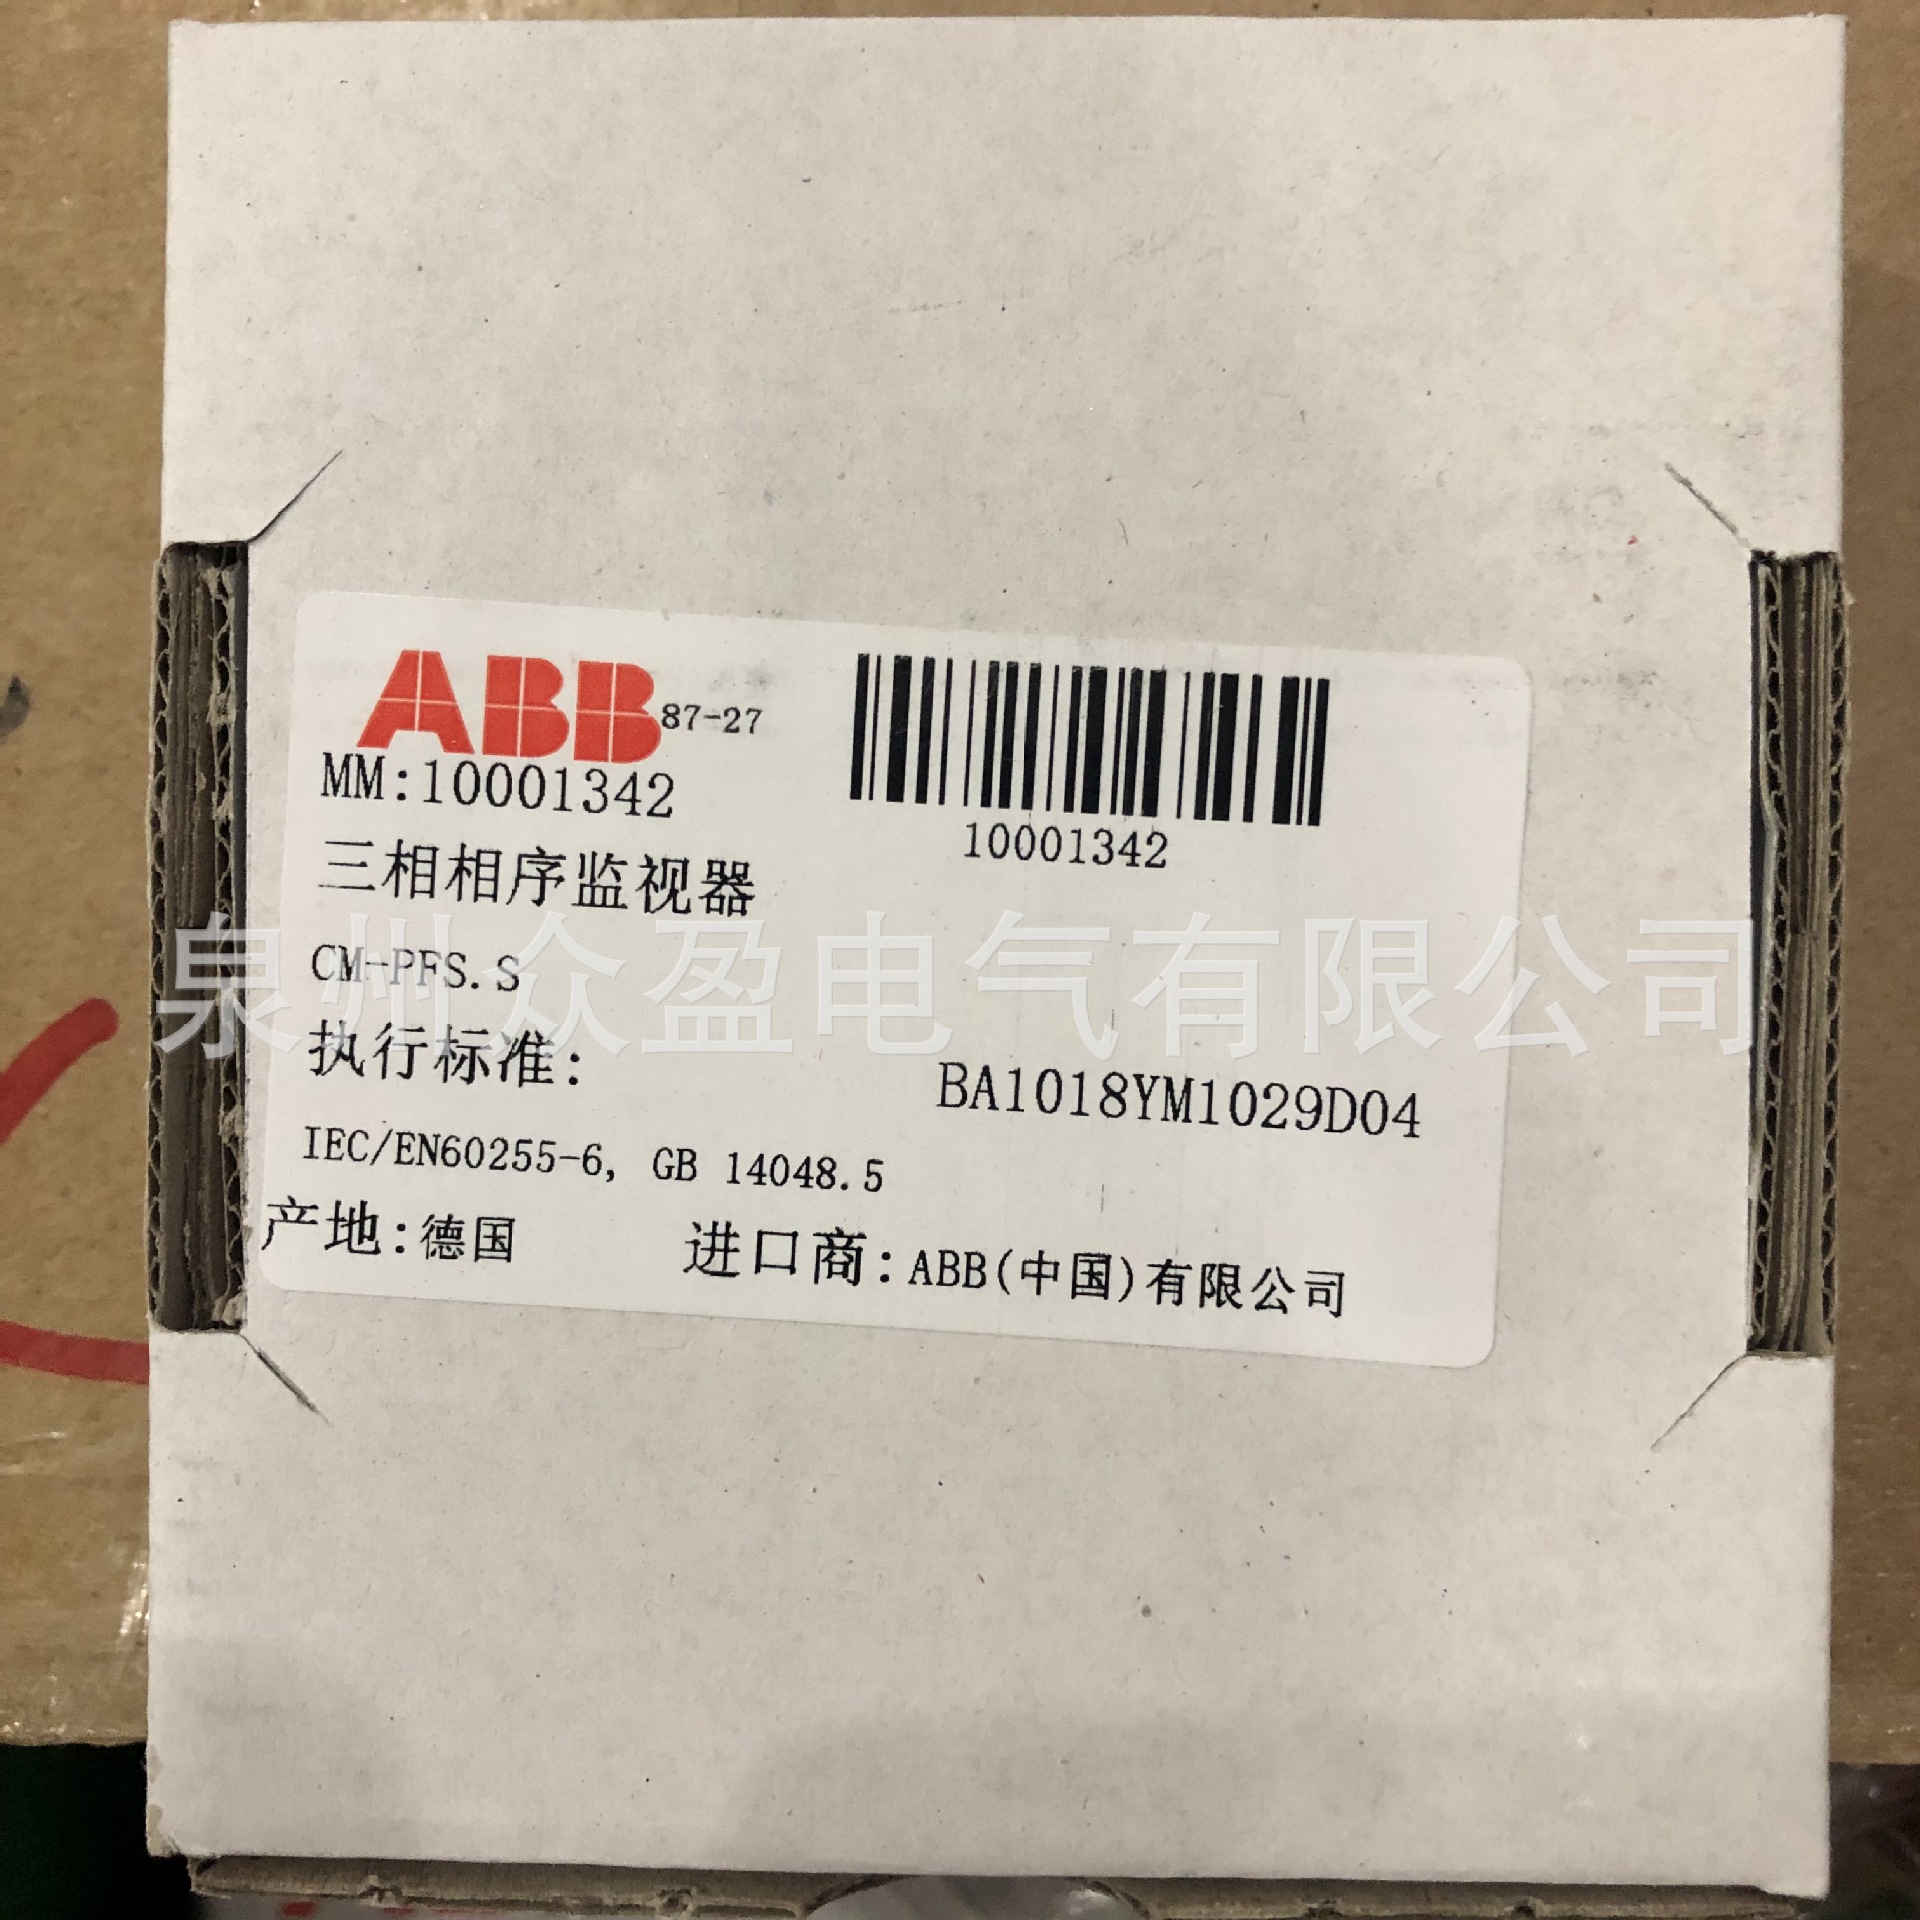 ABB 87-27
MM:10001342
10001342
三相相序监视器
CM-PFS.S
泉州众盈电气有限公司
执行标准:
BA1018YM1029D04
IEC/EN60255-6, GB 14048.5
产地:德国 进口商:ABB(中国)有限公司